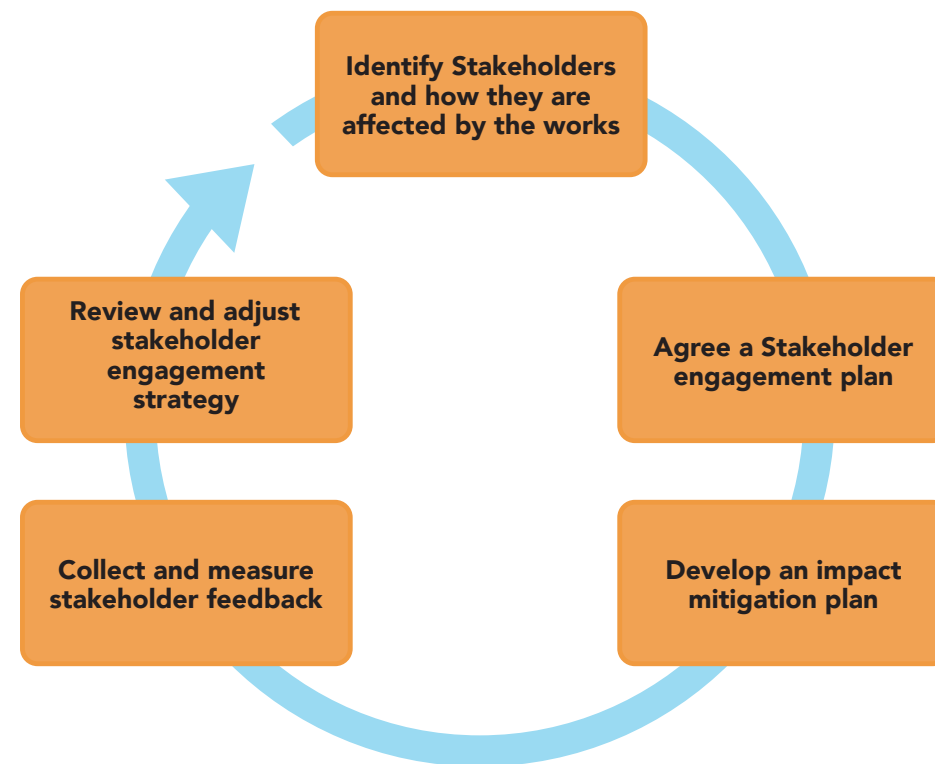 Identify Stakeholders
and how they are
affected by the works
Agree a Stakeholder
engagement plan
Develop an impact
mitigation plan
Collect and measure
stakeholder feedback
Review and adjust
stakeholder
engagement
strategy